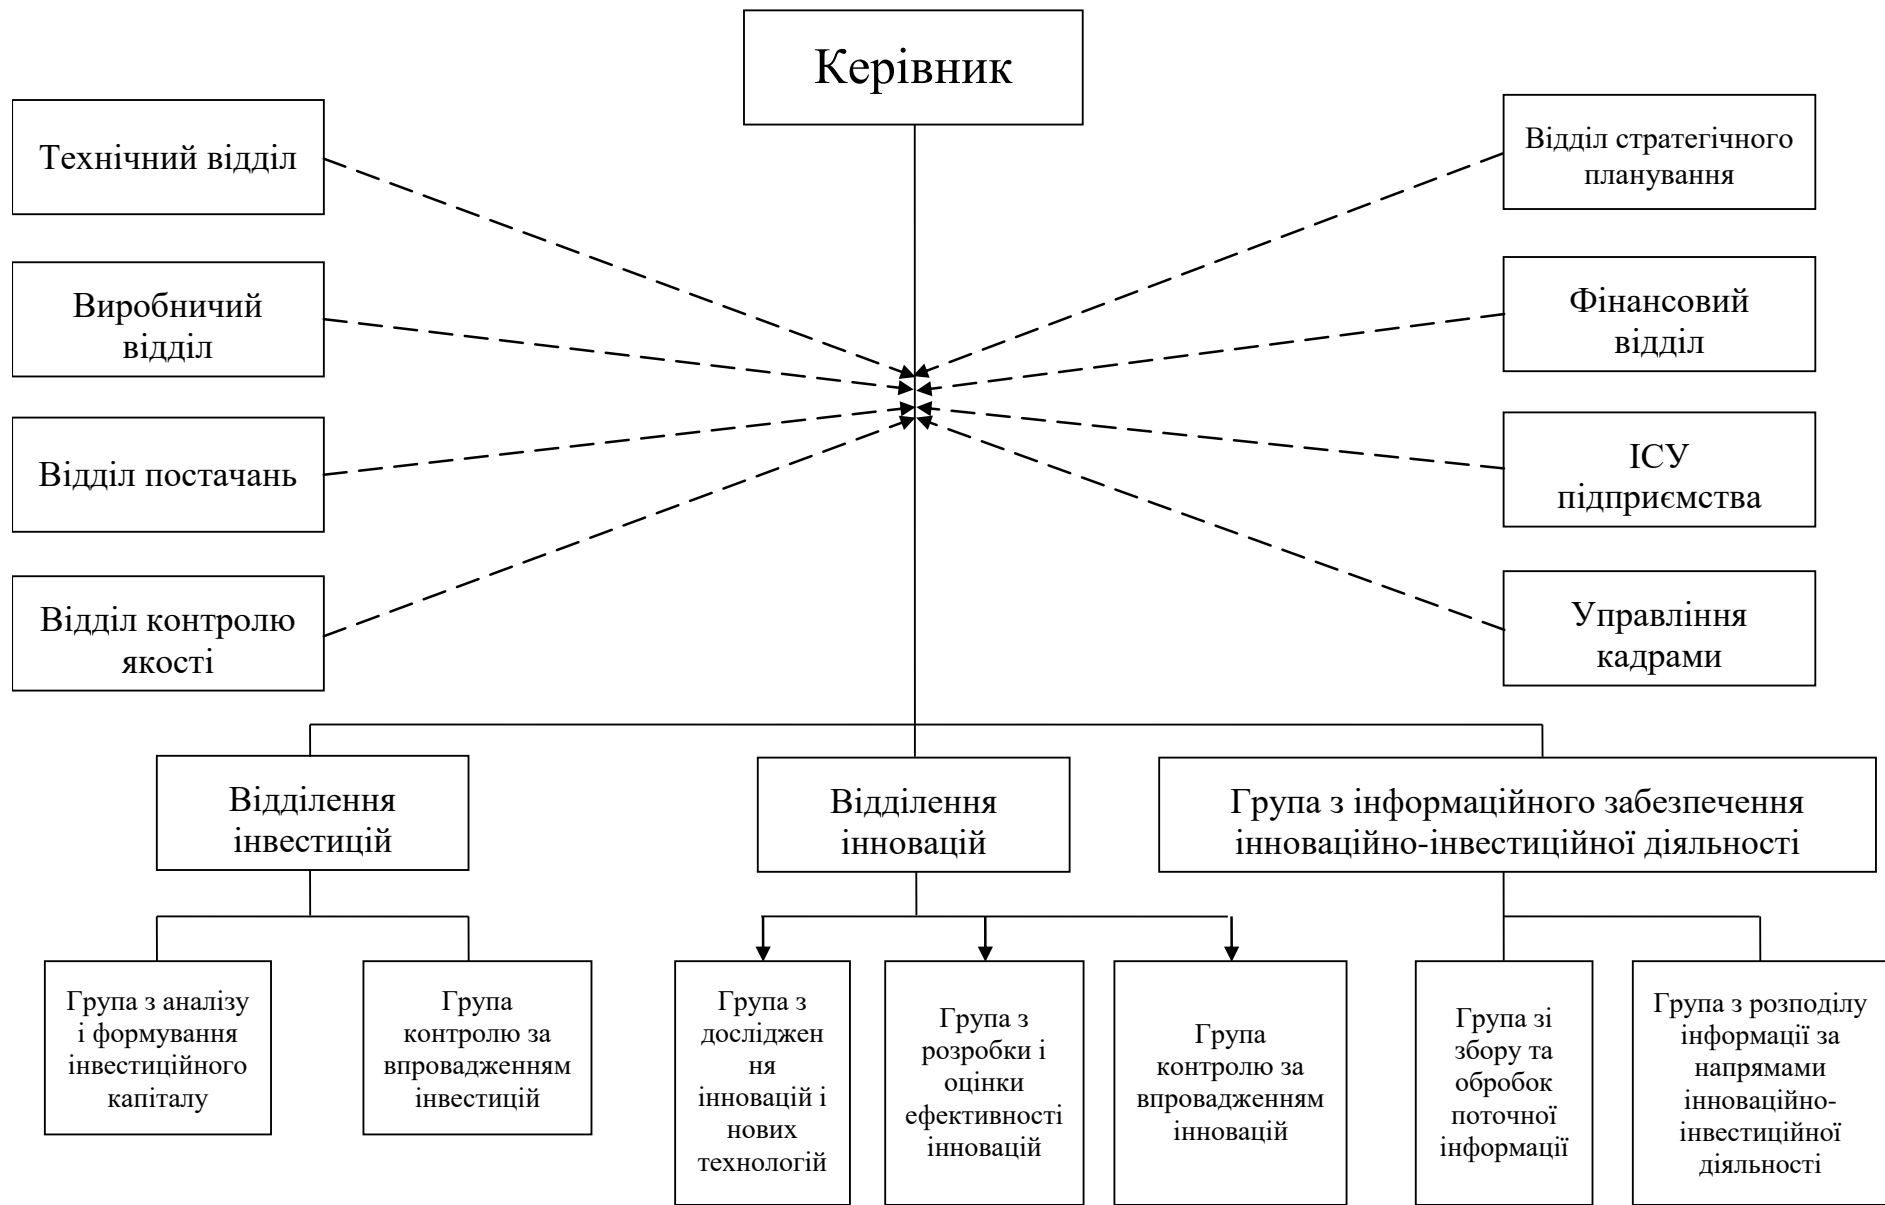 Керівник
Технічний відділ
Відділ стратегічного
планування
Виробничий
відділ
Фінансовий
відділ
Відділ постачань
ІСУ
підприємства
Відділ контролю
якості
Управління
кадрами
Відділення
інвестицій
Відділення
інновацій
Група з інформаційного забезпечення
інноваційно-інвестиційної діяльності
Група з аналізу
і формування
інвестиційного
капіталу
Група
контролю за
впровадженням
інвестицій
Група з
досліджен
ня
інновацій і
нових
технологій
Група з
розробки і
оцінки
ефективності
інновацій
Група
контролю за
впровадженням
інновацій
Група зі
збору та
обробок
поточної
інформації
Група з розподілу
інформації за
напрямами
інноваційно-
інвестиційної
діяльності